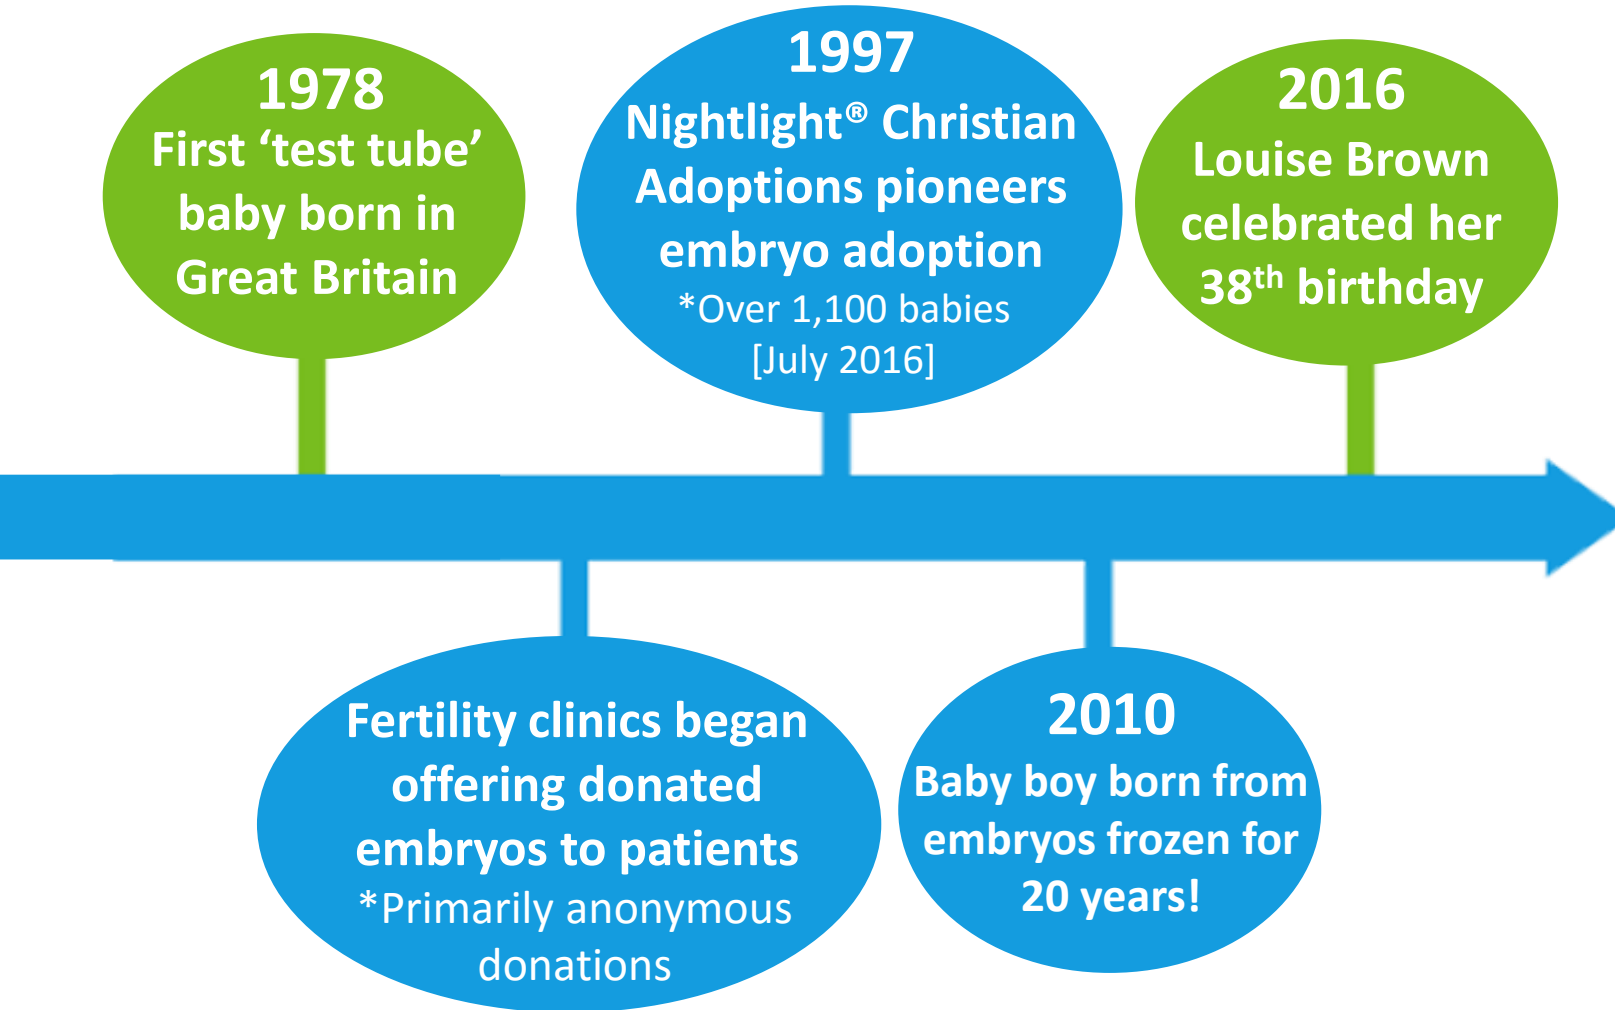 1978
First ‘test tube’
baby born in
Great Britain
Fertility clinics began
offering donated
embryos to patients
*Primarily anonymous
donations
1997
Nightlight® Christian
Adoptions pioneers
embryo adoption
*Over 1,100 babies
[July 2016]
2010
Baby boy born from
embryos frozen for
20 years!
2016
Louise Brown
celebrated her
38th birthday